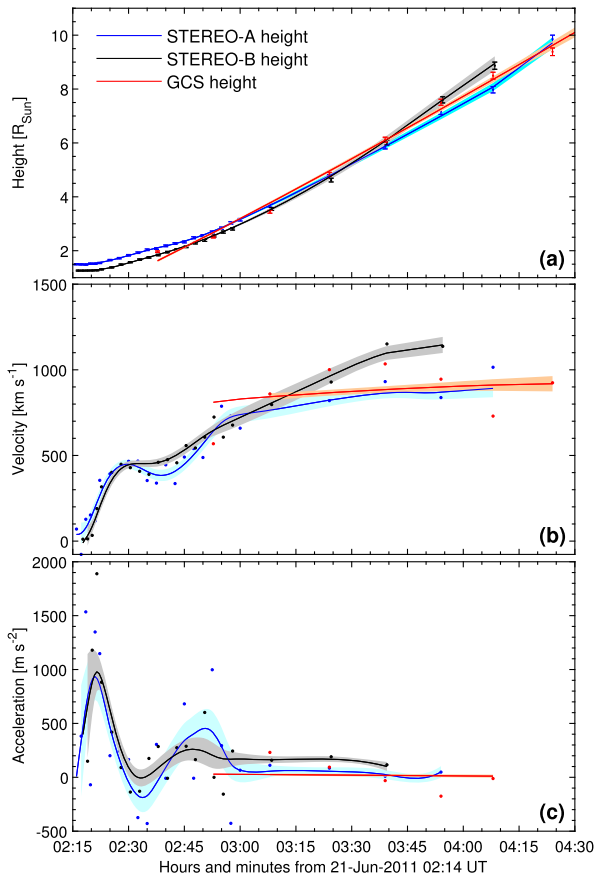 10
8
6
4
2
Height [R_Sun]
STEREO-A height
STEREO-B height
GCS height
(a)
1500
1000
500
0
Velocity [km s⁻¹]
(b)
2000
1500
1000
500
0
-500
Acceleration [m s⁻²]
(c)
02:15 02:30 02:45 03:00 03:15 03:30 03:45 04:00 04:15 04:30
Hours and minutes from 21-Jun-2011 02:14 UT